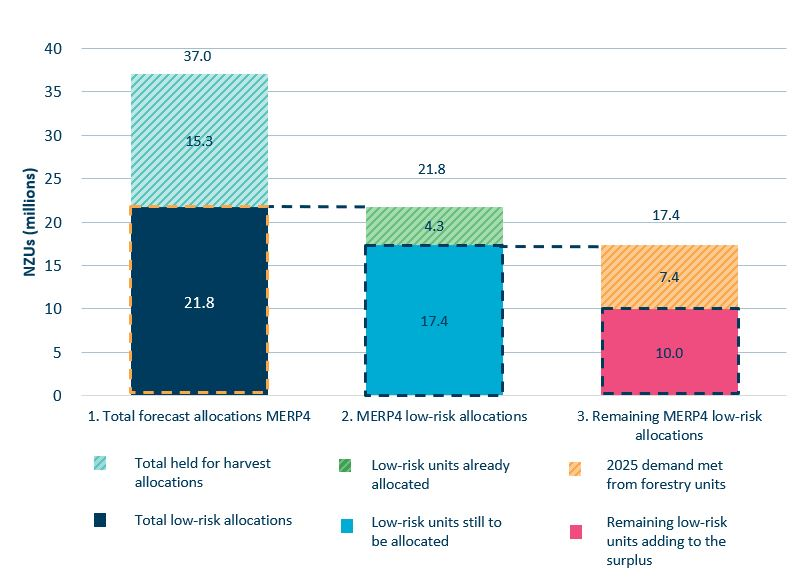 NZUs (millions)
40
35
30
25
20
15
10
5
0
37.0
15.3
21.8
21.8
4.3
17.4
17.4
7.4
10.0
1. Total forecast allocations MERP4
2. MERP4 low-risk allocations
3. Remaining MERP4 low-risk
allocations
Total held for harvest
allocations
Low-risk units already
allocated
2025 demand met
from forestry units
Total low-risk allocations
Low-risk units still to
be allocated
Remaining low-risk
units adding to the
surplus